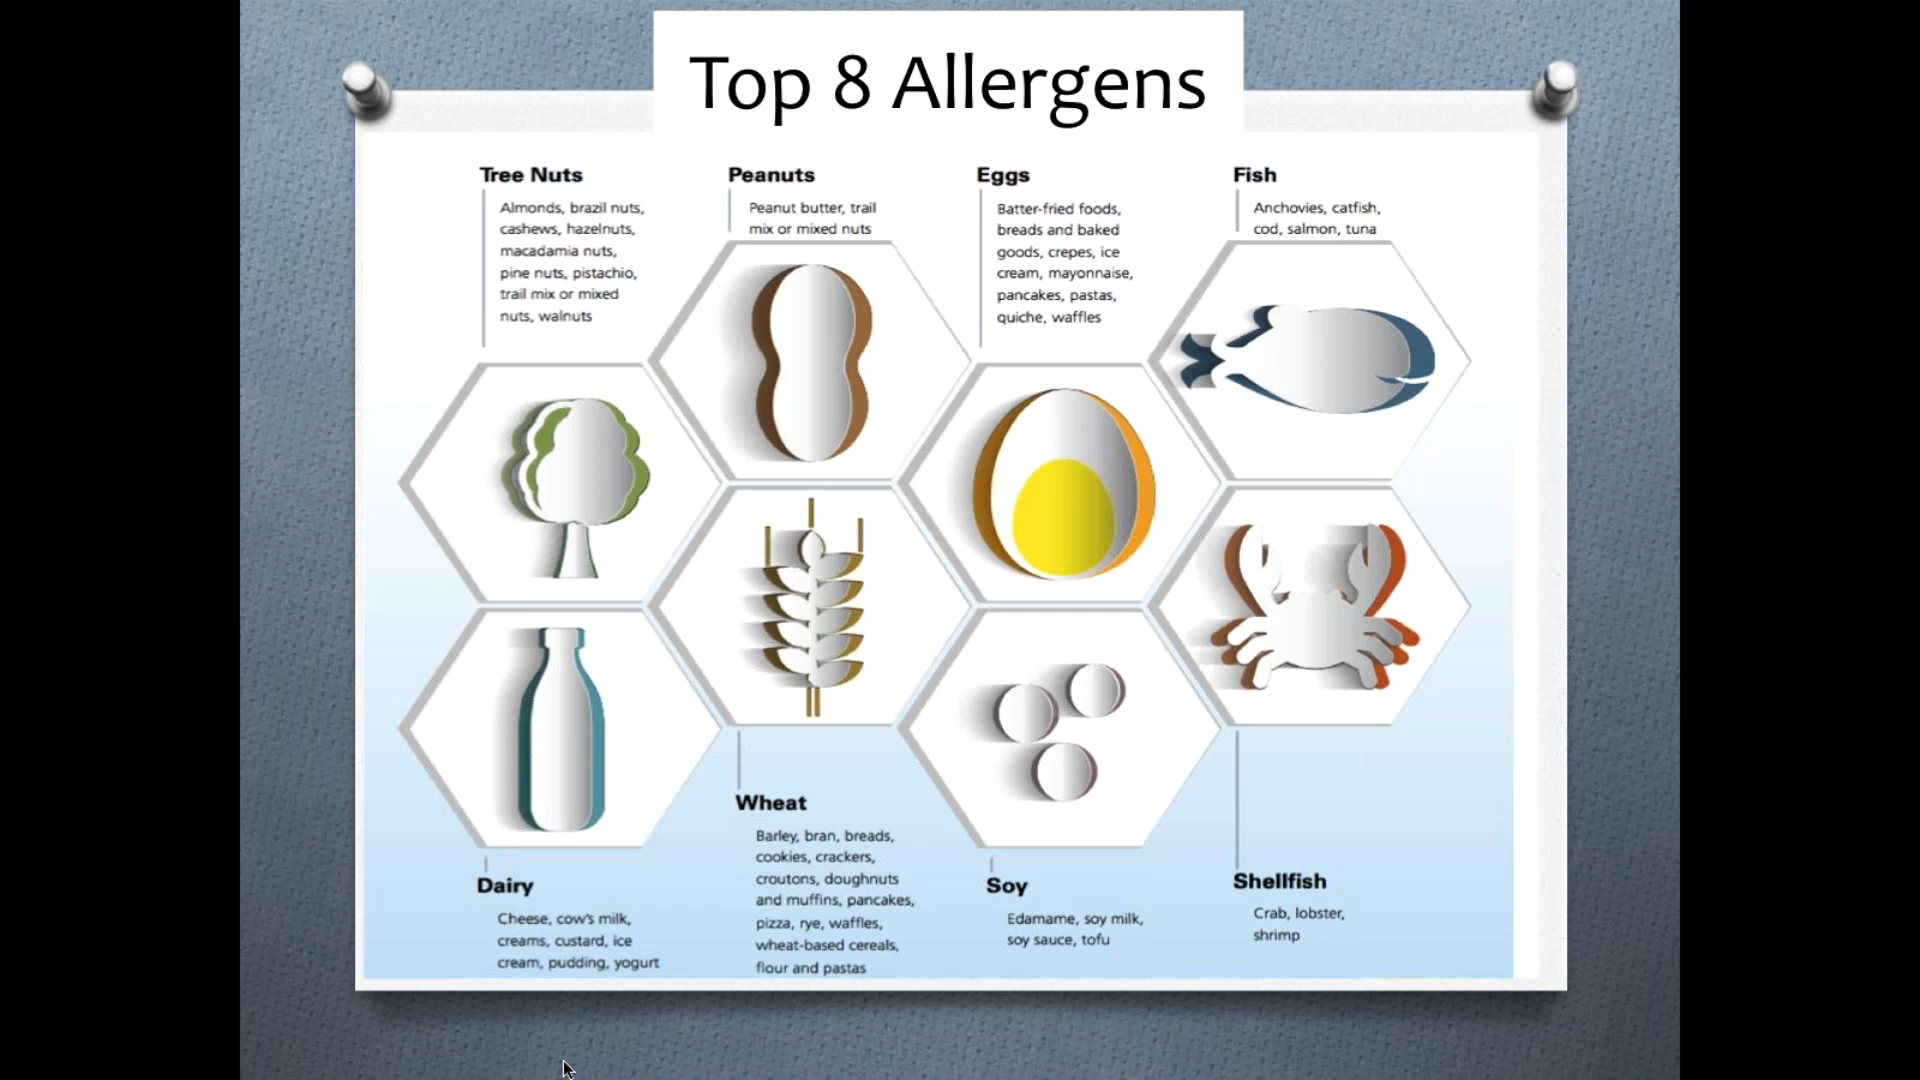 Top 8 Allergens
Tree Nuts
Almonds, brazil nuts,
cashews, hazelnuts,
macadamia nuts,
pine nuts, pistachio,
trail mix or mixed
nuts, walnuts
Peanuts
Peanut butter, trail
mix or mixed nuts
Eggs
Batter-fried foods,
breads and baked
goods, crepes, ice
cream, mayonnaise,
pancakes, pastas,
quiche, waffles
Fish
Anchovies, catfish,
cod, salmon, tuna
Dairy
Cheese, cow's milk,
creams, custard, ice
cream, pudding, yogurt
Wheat
Barley, bran, breads,
cookies, crackers,
croutons, doughnuts
and muffins, pancakes,
pizza, rye, waffles,
wheat-based cereals,
flour and pastas
Soy
Edamame, soy milk,
soy sauce, tofu
Shellfish
Crab, lobster,
shrimp